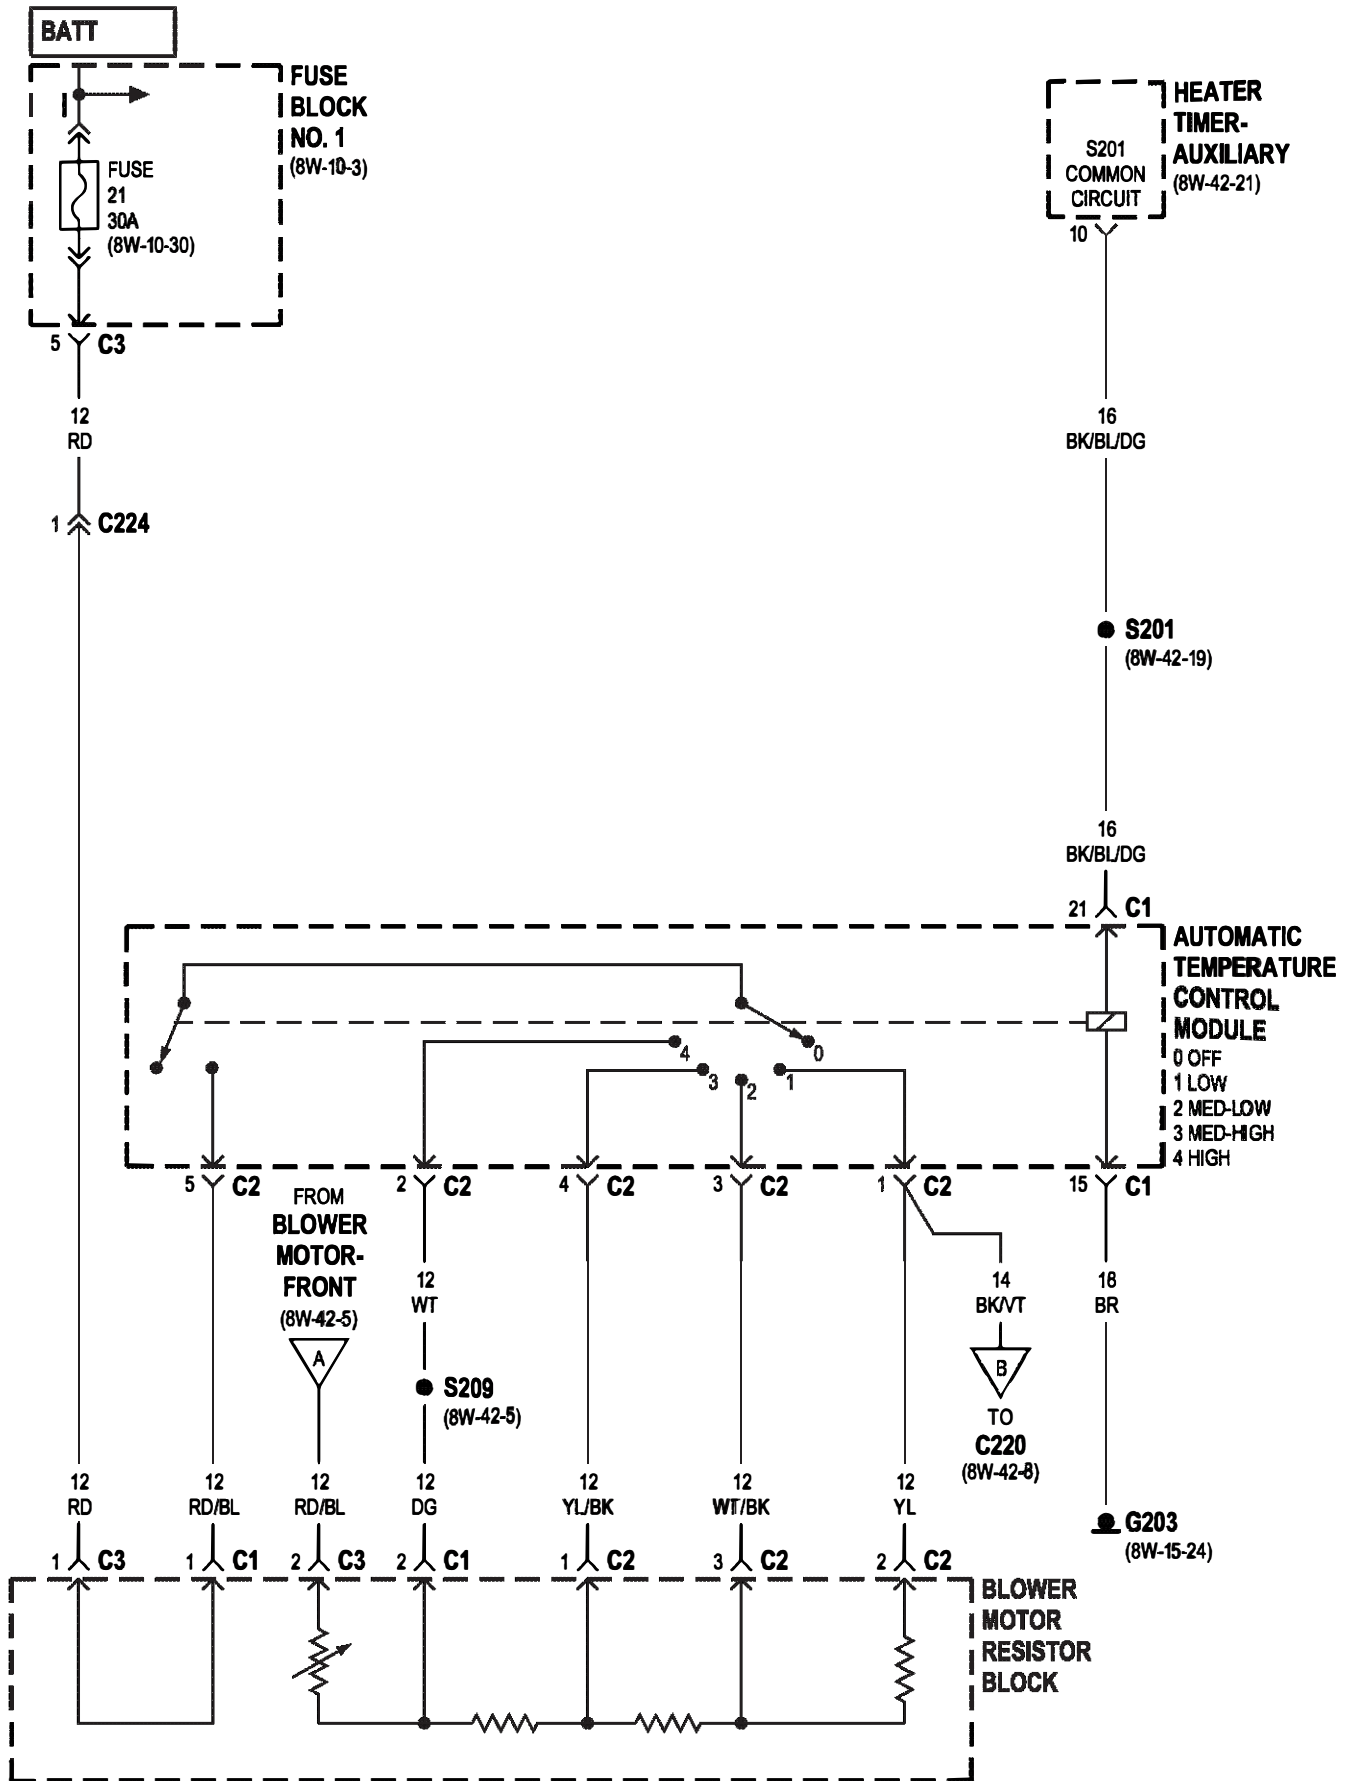 BATT
FUSE
BLOCK
NO. 1
(8W-10-3)
FUSE
21
30A
(8W-10-30)
5
C3
12
RD
1
C224
HEATER
TIMER-
AUXILIARY
(8W-42-21)
S201
COMMON
CIRCUIT
10
16
BK/BL/DG
S201
(8W-42-19)
16
BK/BL/DG
21
C1
AUTOMATIC
TEMPERATURE
CONTROL
MODULE
0 OFF
1 LOW
2 MED-LOW
3 MED-HIGH
4 HIGH
4
3
2
1
0
5
C2
2
C2
4
C2
3
C2
1
C2
15
C1
FROM
BLOWER
MOTOR-
FRONT
(8W-42-5)
A
12
WT
S209
(8W-42-5)
14
BK/VT
B
TO
C220
(8W-42-8)
18
BR
G203
(8W-15-24)
12
RD
12
RD/BL
12
RD/BL
12
DG
12
YL/BK
12
WT/BK
12
YL
1
C3
1
C1
2
C3
2
C1
1
C2
3
C2
2
C2
BLOWER
MOTOR
RESISTOR
BLOCK